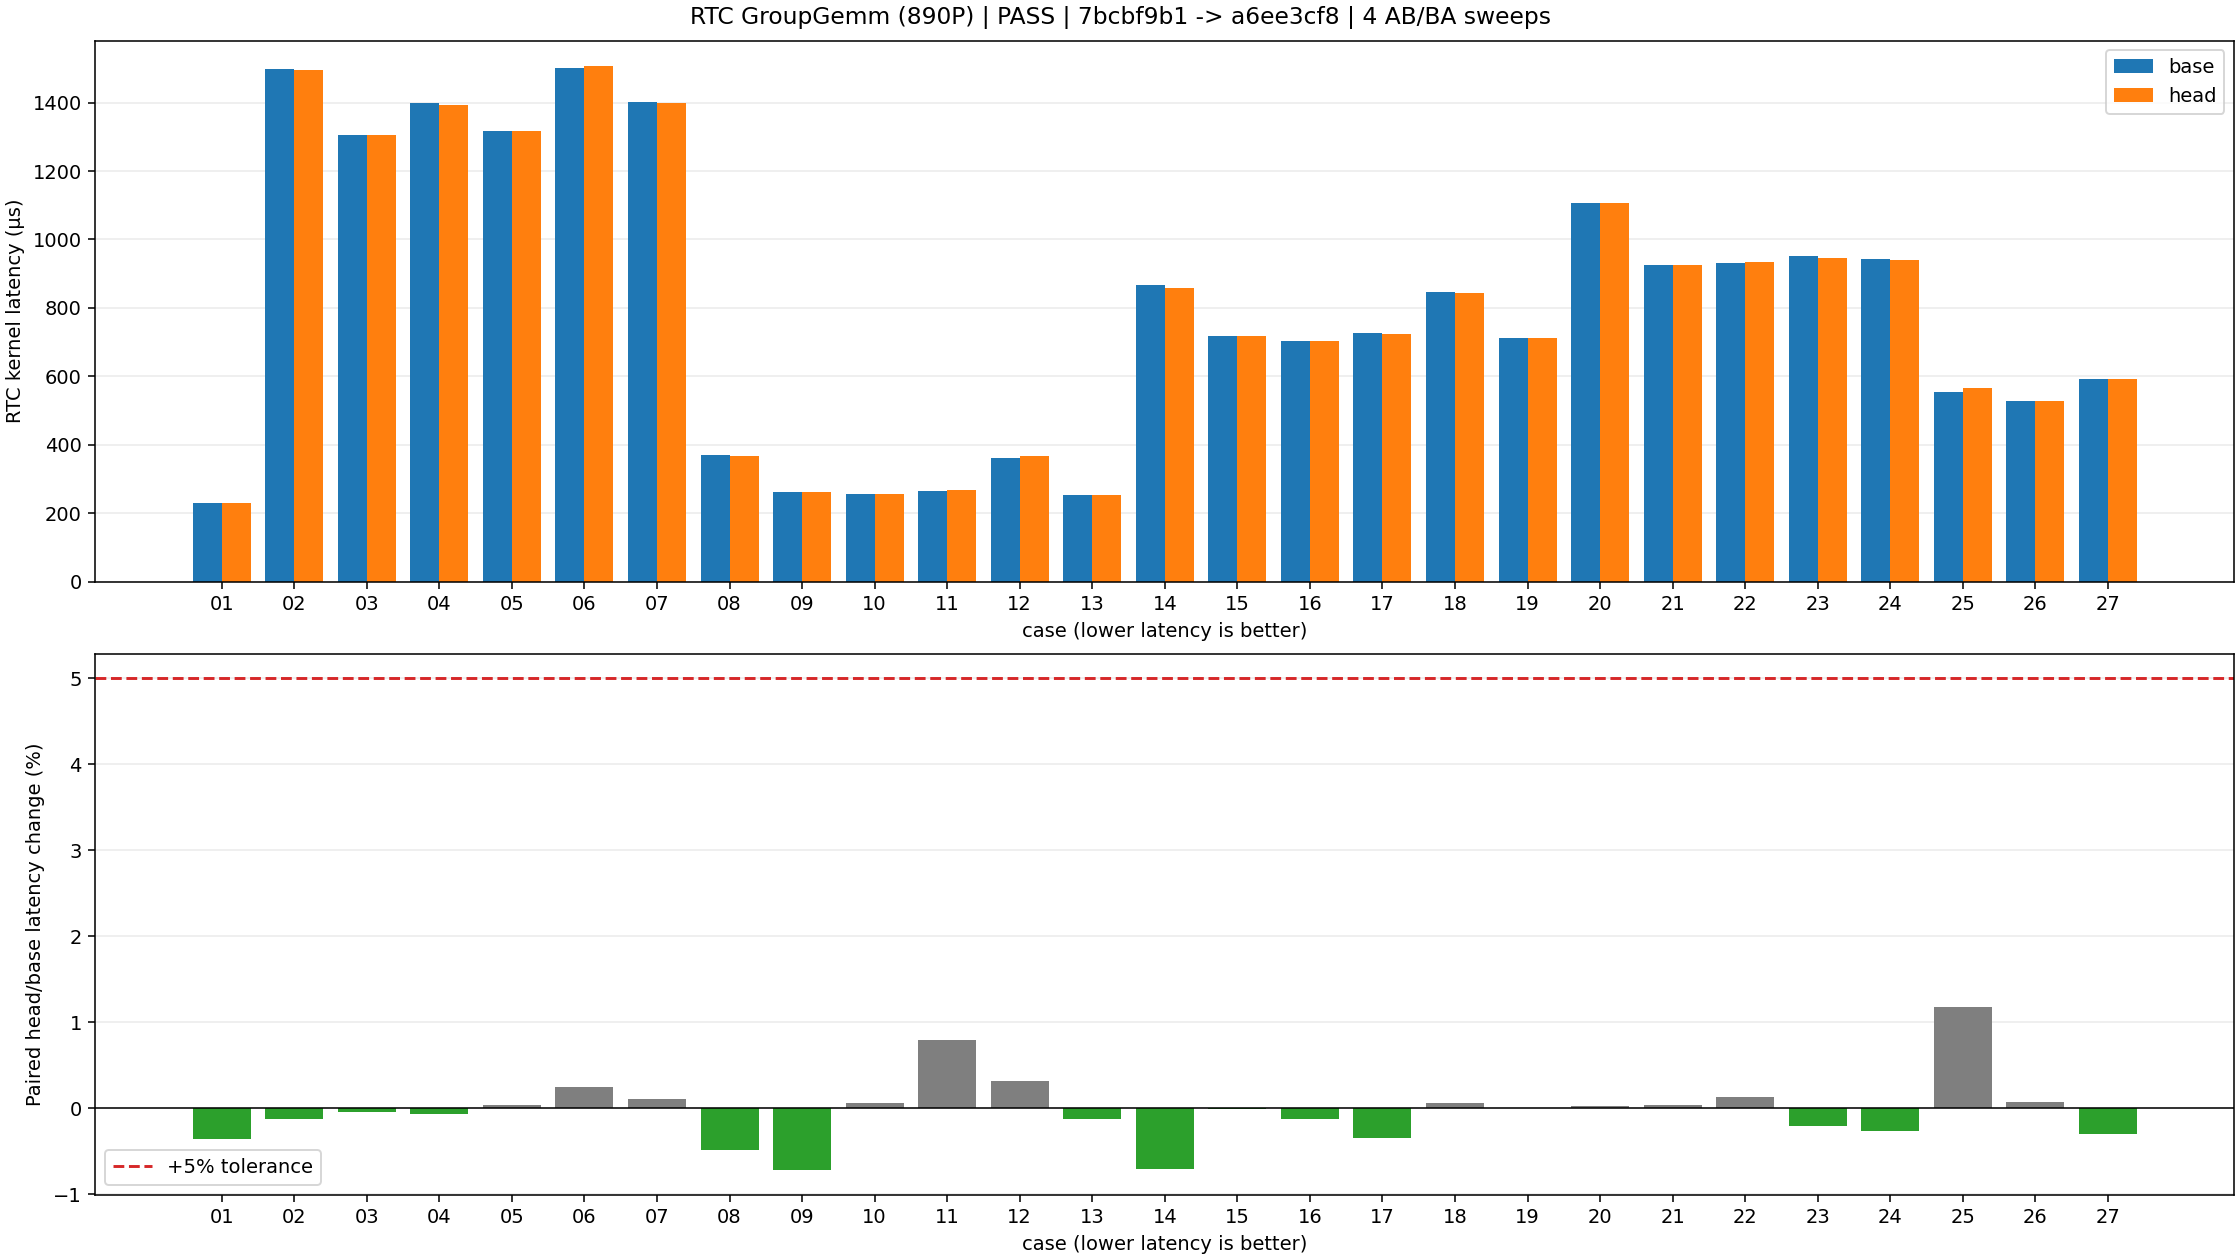 RTC GroupGemm (890P) | PASS | 7bcbf9b1 -> a6ee3cf8 | 4 AB/BA sweeps
RTC kernel latency (µs)
1400
1200
1000
800
600
400
200
0
base
head
01 02 03 04 05 06 07 08 09 10 11 12 13 14 15 16 17 18 19 20 21 22 23 24 25 26 27
case (lower latency is better)
Paired head/base latency change (%)
5
4
3
2
1
0
−1
+5% tolerance
01 02 03 04 05 06 07 08 09 10 11 12 13 14 15 16 17 18 19 20 21 22 23 24 25 26 27
case (lower latency is better)